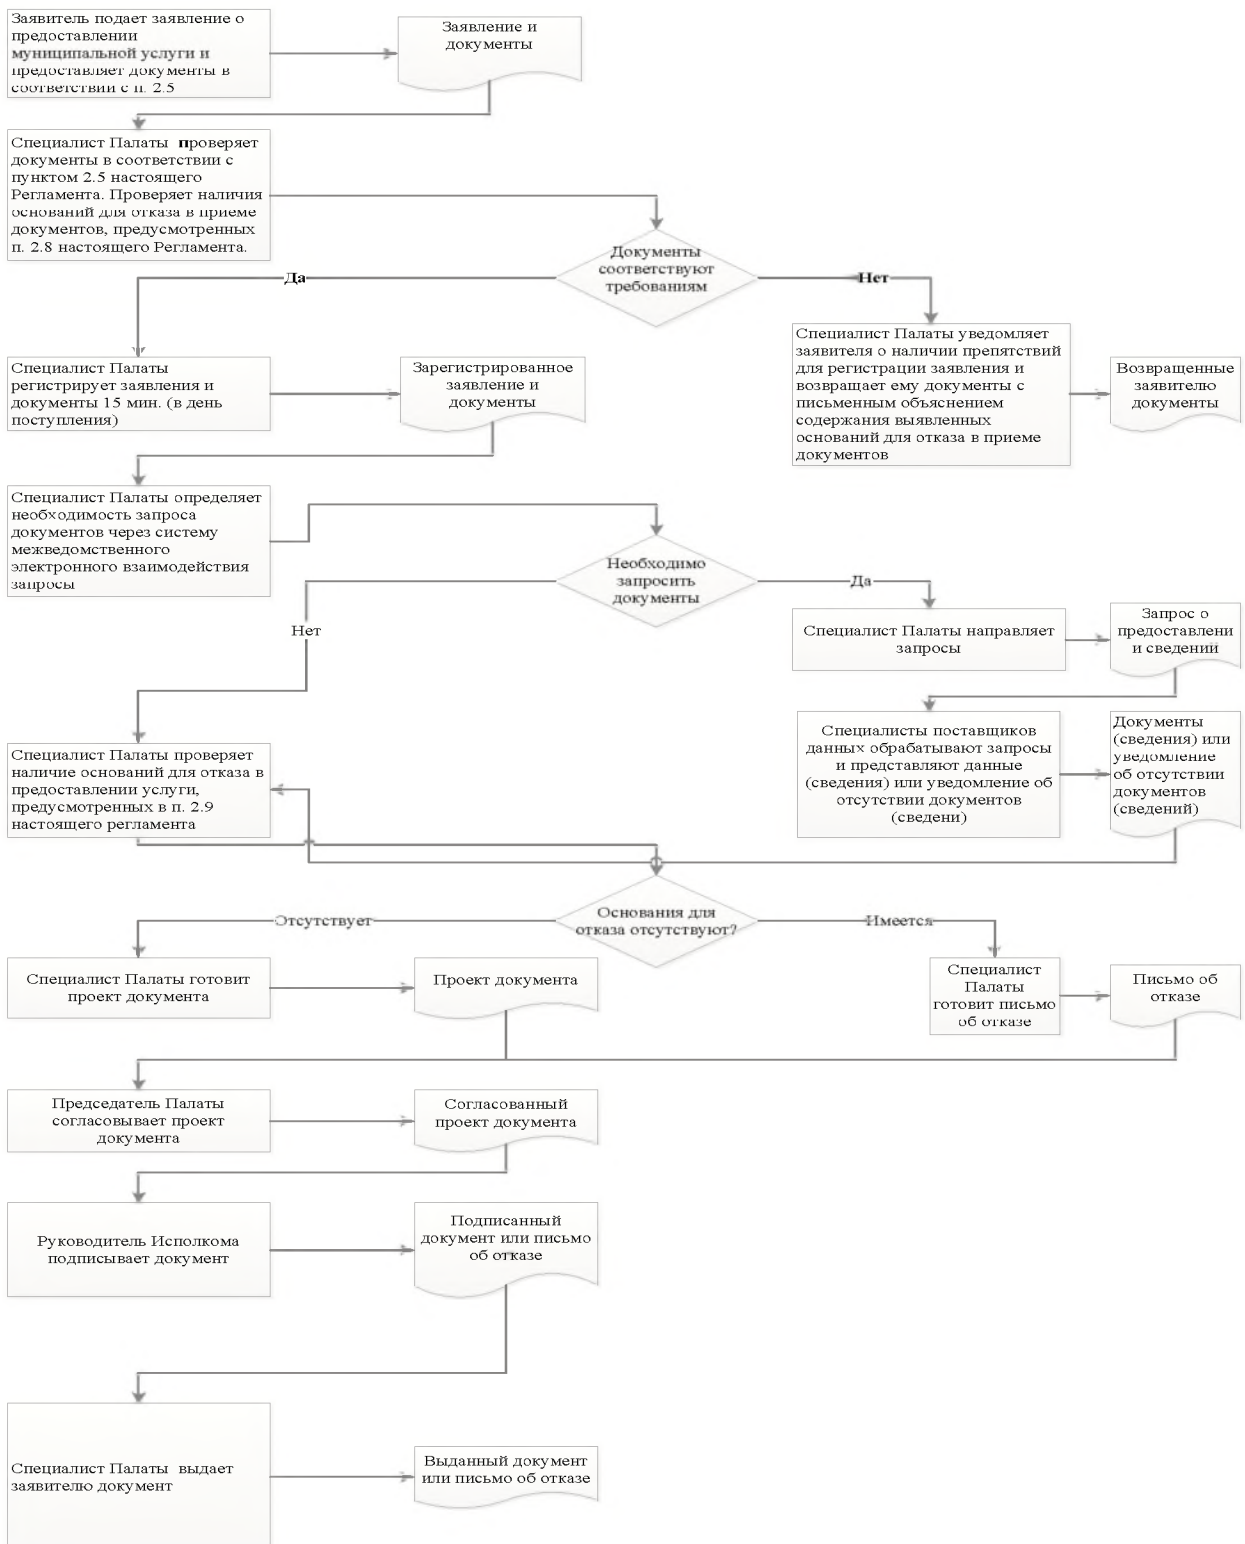 Заявитель подает заявление о
предоставлении
муниципальной услуги и
предоставляет документы в
соответствии с п. 2.5
Заявление и
документы
Специалист Палаты проверяет
документы в соответствии с
пунктом 2.5 настоящего
Регламента. Проверяет наличия
оснований для отказа в приеме
документов, предусмотренных
п. 2.8 настоящего Регламента.
Документы
соответствуют
требованиям
Да
Нет
Специалист Палаты
регистрирует заявления и
документы 15 мин. (в день
поступления)
Зарегистрированное
заявление и
документы
Специалист Палаты уведомляет
заявителя о наличии препятствий
для регистрации заявления и
возвращает ему документы с
письменным объяснением
содержания выявленных
оснований для отказа в приеме
документов
Возвращенные
заявителю
документы
Специалист Палаты определяет
необходимость запроса
документов через систему
межведомственного
электронного взаимодействия
запросы
Необходимо
запросить
документы
Да
Нет
Специалист Палаты направляет
запросы
Запрос о
предоставлени
и сведений
Специалисты поставщиков
данных обрабатывают запросы
и представляют данные
(сведения) или уведомление об
отсутствии документов
(сведени)
Документы
(сведения) или
уведомление
об отсутствии
документов
(сведений)
Специалист Палаты проверяет
наличие оснований для отказа в
предоставлении услуги,
предусмотренных в п. 2.9
настоящего регламента
Основания для
отказа отсутствуют?
Отсутствует
Имеется
Специалист Палаты готовит
проект документа
Проект документа
Специалист
Палаты
готовит письмо
об отказе
Письмо об
отказе
Председатель Палаты
согласовывает проект
документа
Согласованный
проект документа
Руководитель Исполкома
подписывает документ
Подписанный
документ или письмо
об отказе
Специалист Палаты выдает
заявителю документ
Выданный документ
или письмо об отказе